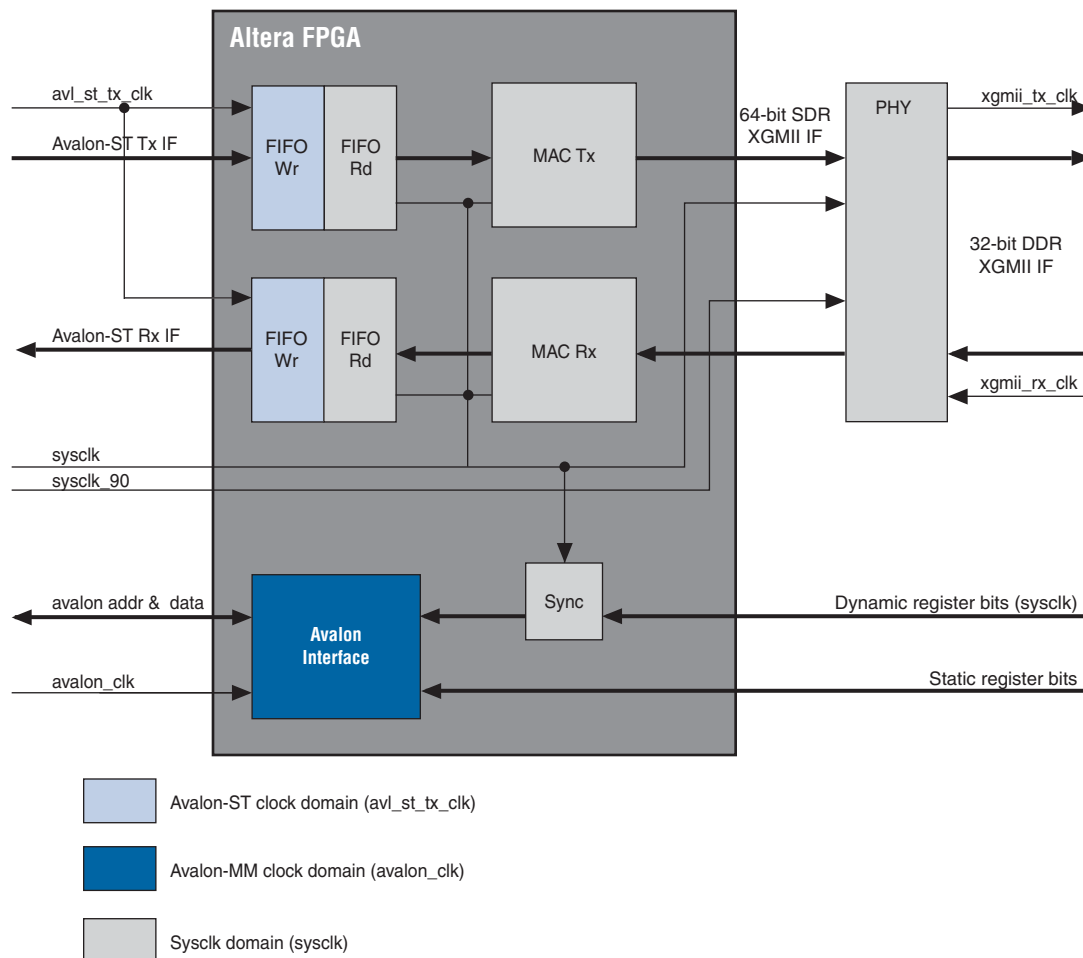 Altera FPGA
avl_st_tx_clk
Avalon-ST Tx IF
FIFO
Wr
FIFO
Rd
MAC Tx
64-bit SDR
XGMII IF
PHY
xgmii_tx_clk
32-bit DDR
XGMII IF
Avalon-ST Rx IF
FIFO
Wr
FIFO
Rd
MAC Rx
xgmii_rx_clk
sysclk
sysclk_90
avalon addr & data
Avalon
Interface
Sync
Dynamic register bits (sysclk)
avalon_clk
Static register bits
Avalon-ST clock domain (avl_st_tx_clk)
Avalon-MM clock domain (avalon_clk)
Sysclk domain (sysclk)